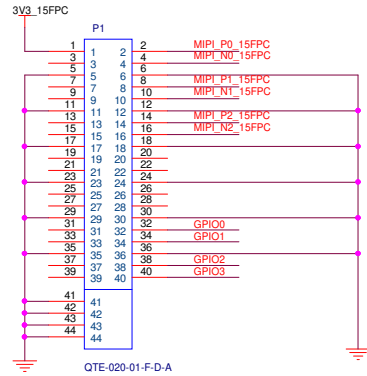 3V3_15FPC
P1
1 1 2 2 MIPI_P0_15FPC
3 3 4 4 MIPI_N0_15FPC
5 5 6 6
7 7 8 8 MIPI_P1_15FPC
9 9 10 10 MIPI_N1_15FPC
11 11 12 12
13 13 14 14 MIPI_P2_15FPC
15 15 16 16 MIPI_N2_15FPC
17 17 18 18
19 19 20 20
21 21 22 22
23 23 24 24
25 25 26 26
27 27 28 28
29 29 30 30
31 31 32 32 GPIO0
33 33 34 34 GPIO1
35 35 36 36
37 37 38 38 GPIO2
39 39 40 40 GPIO3
41 41
42 42
43 43
44 44
QTE-020-01-F-D-A